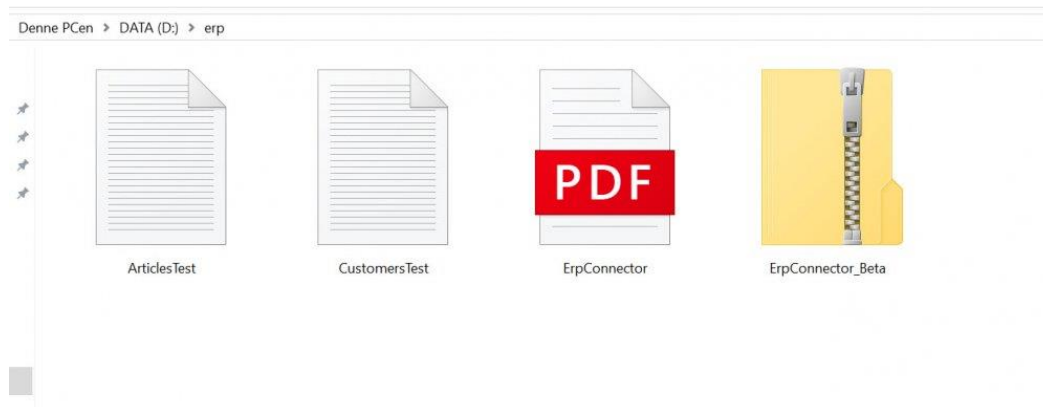 Denne PCen > DATA (D:) > erp
PDF
ArticlesTest
CustomersTest
ErpConnector
ErpConnector_Beta